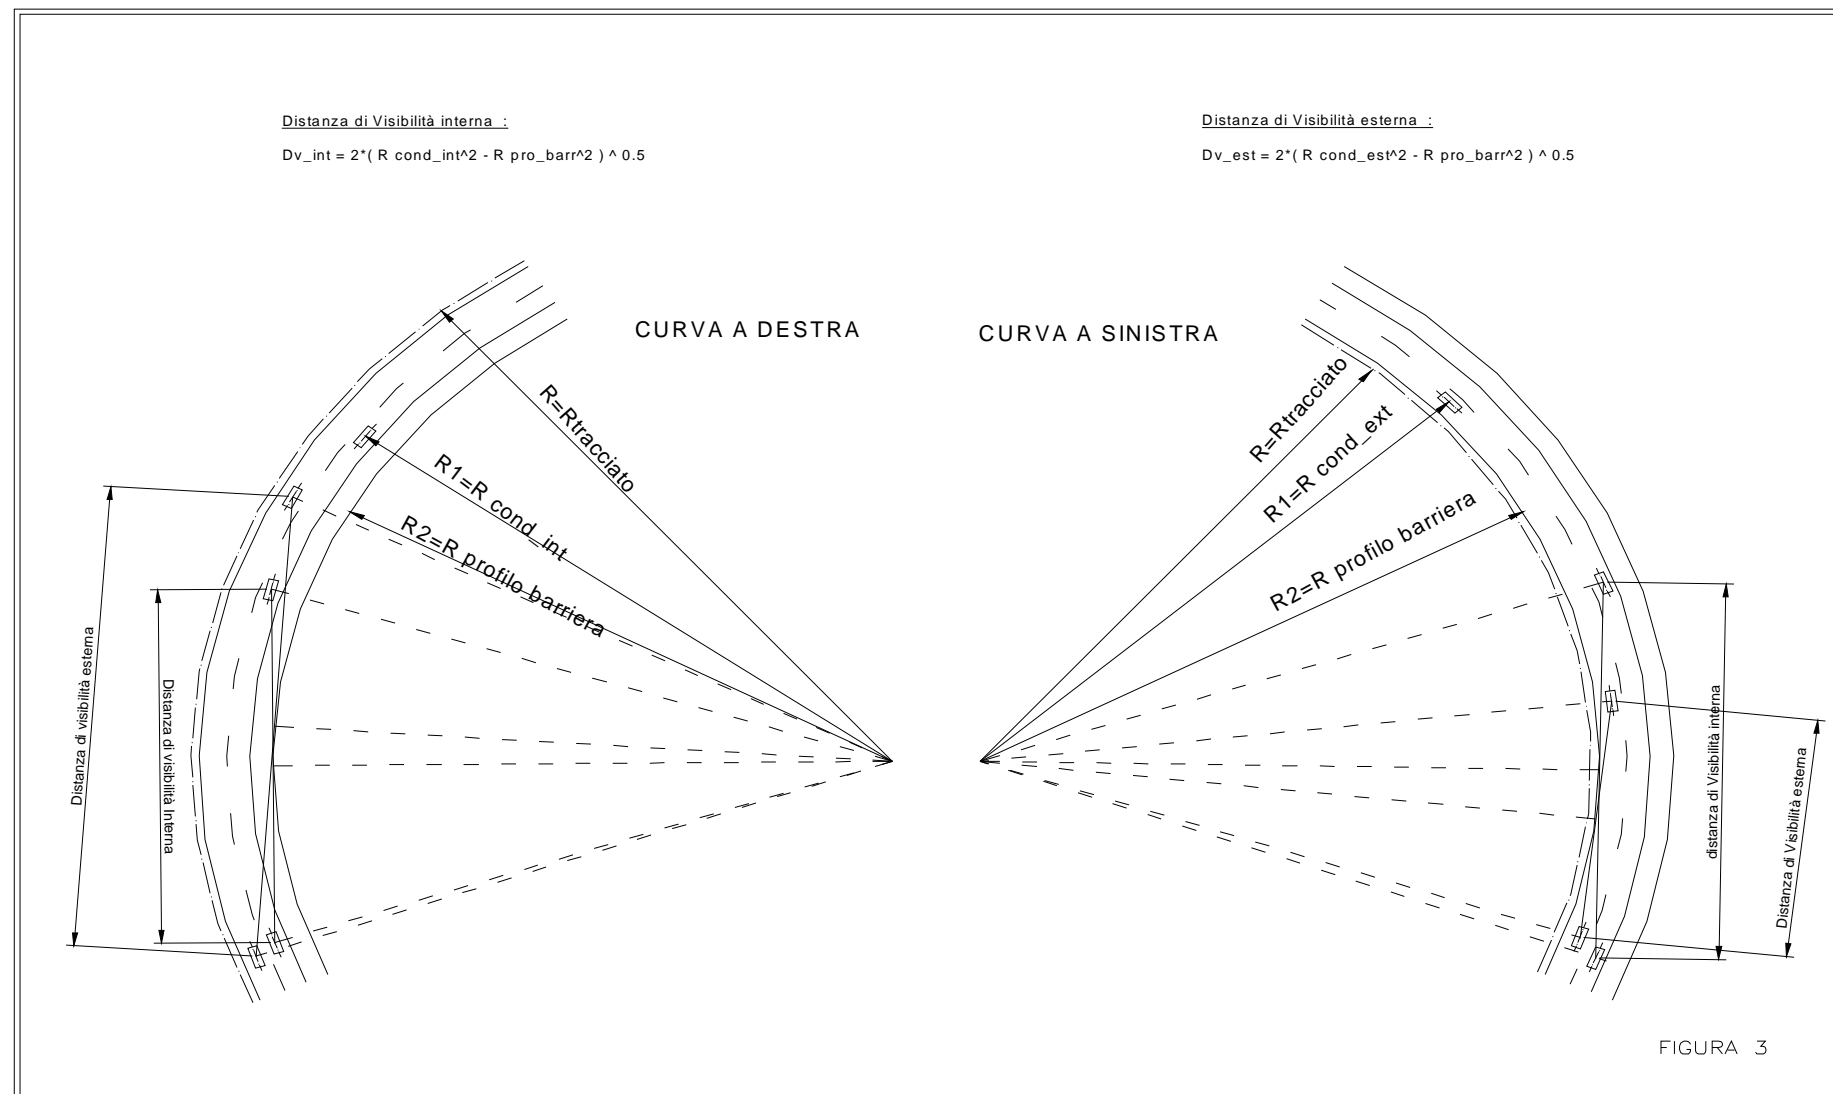 Distanza di Visibilità interna :
Dv_int = 2*( R cond_int^2 - R pro_barr^2 ) ^ 0.5
Distanza di Visibilità esterna :
Dv_est = 2*( R cond_est^2 - R pro_barr^2 ) ^ 0.5
CURVA A DESTRA
CURVA A SINISTRA
R=Rtracciato
R1=R cond_int
R2=R profilo barriera
Distanza di visibilità esterna
Distanza di visibilità Interna
R=Rtracciato
R1=R cond_ext
R2=R profilo barriera
distanza di Visibilità interna
Distanza di Visibilità esterna
FIGURA 3